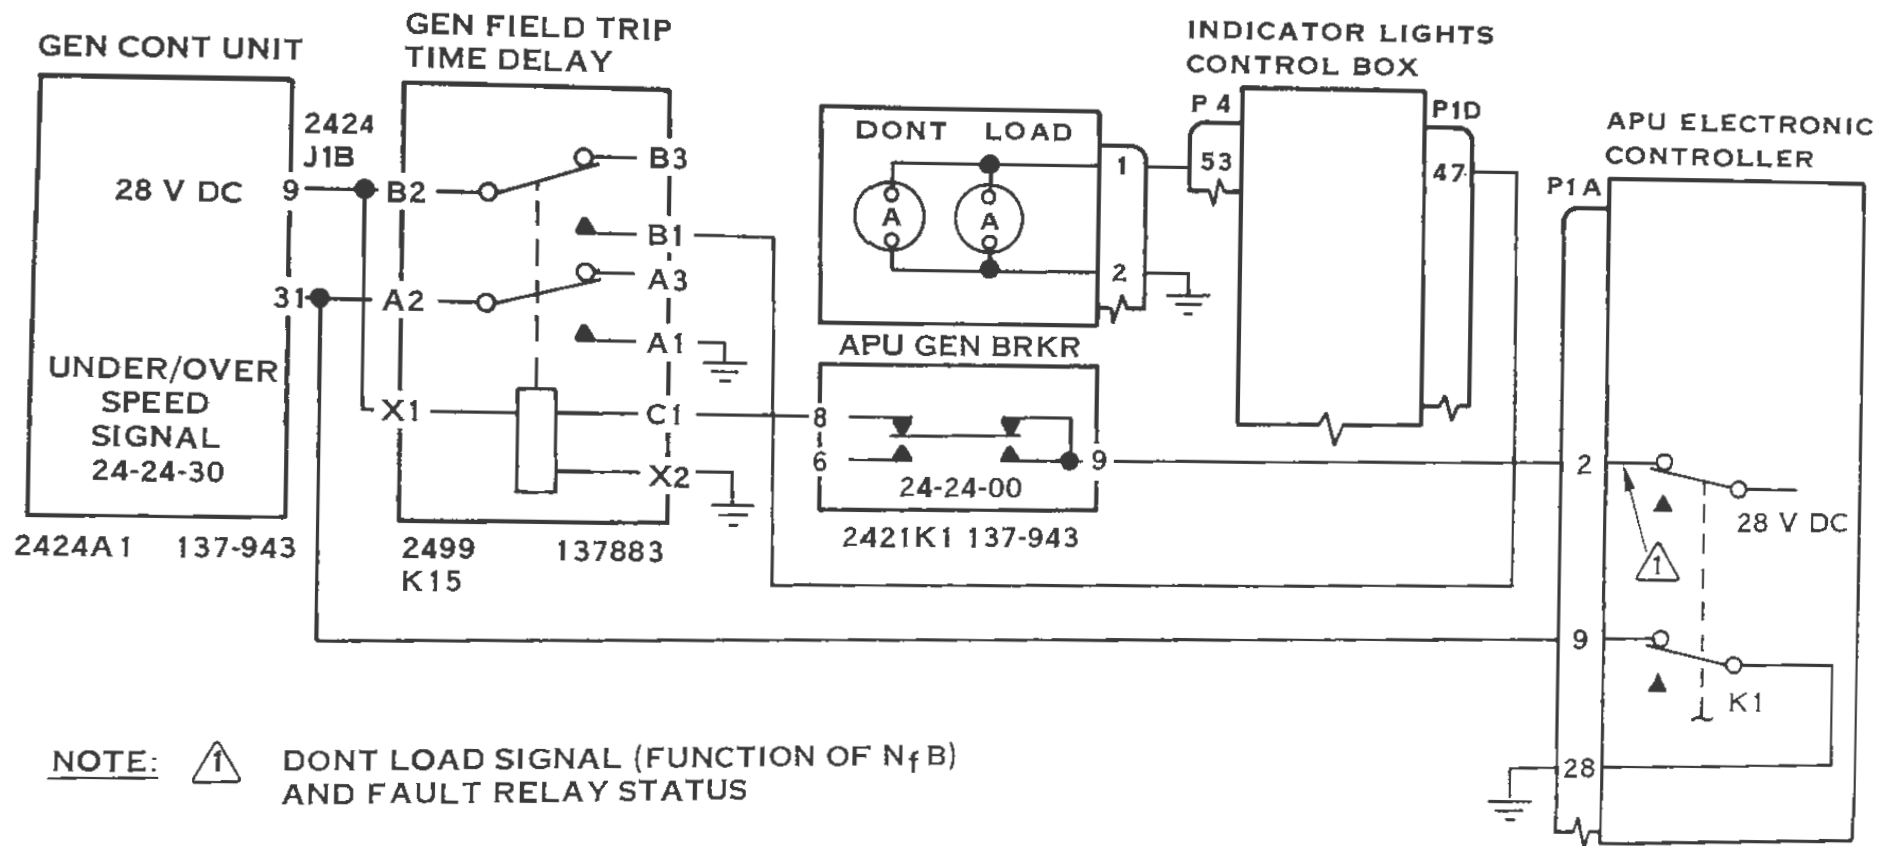 GEN CONT UNIT
28 V DC
9
31
UNDER/OVER
SPEED
SIGNAL
24-24-30
2424A1 137-943
2424
J1B
GEN FIELD TRIP
TIME DELAY
B2
B3
B1
A2
A3
A1
X1
C1
X2
2499 137883
K15
DONT LOAD
A A
1
2
APU GEN BRKR
8
6
9
24-24-00
2421K1 137-943
INDICATOR LIGHTS
CONTROL BOX
P4
53
P1D
47
APU ELECTRONIC
CONTROLLER
P1A
2
28 V DC
1
9
K1
28
NOTE: 1 DONT LOAD SIGNAL (FUNCTION OF NfB)
AND FAULT RELAY STATUS